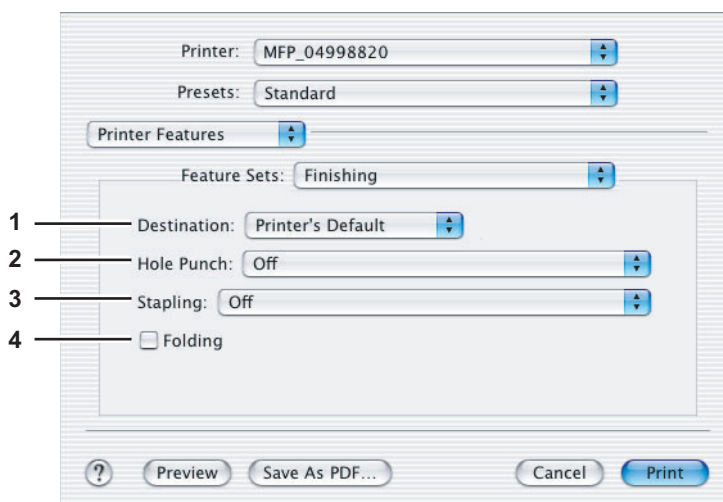 Printer: MFP_04998820
Presets: Standard
Printer Features
Feature Sets: Finishing
1 Destination: Printer's Default
2 Hole Punch: Off
3 Stapling: Off
4 Folding
? Preview Save As PDF... Cancel Print